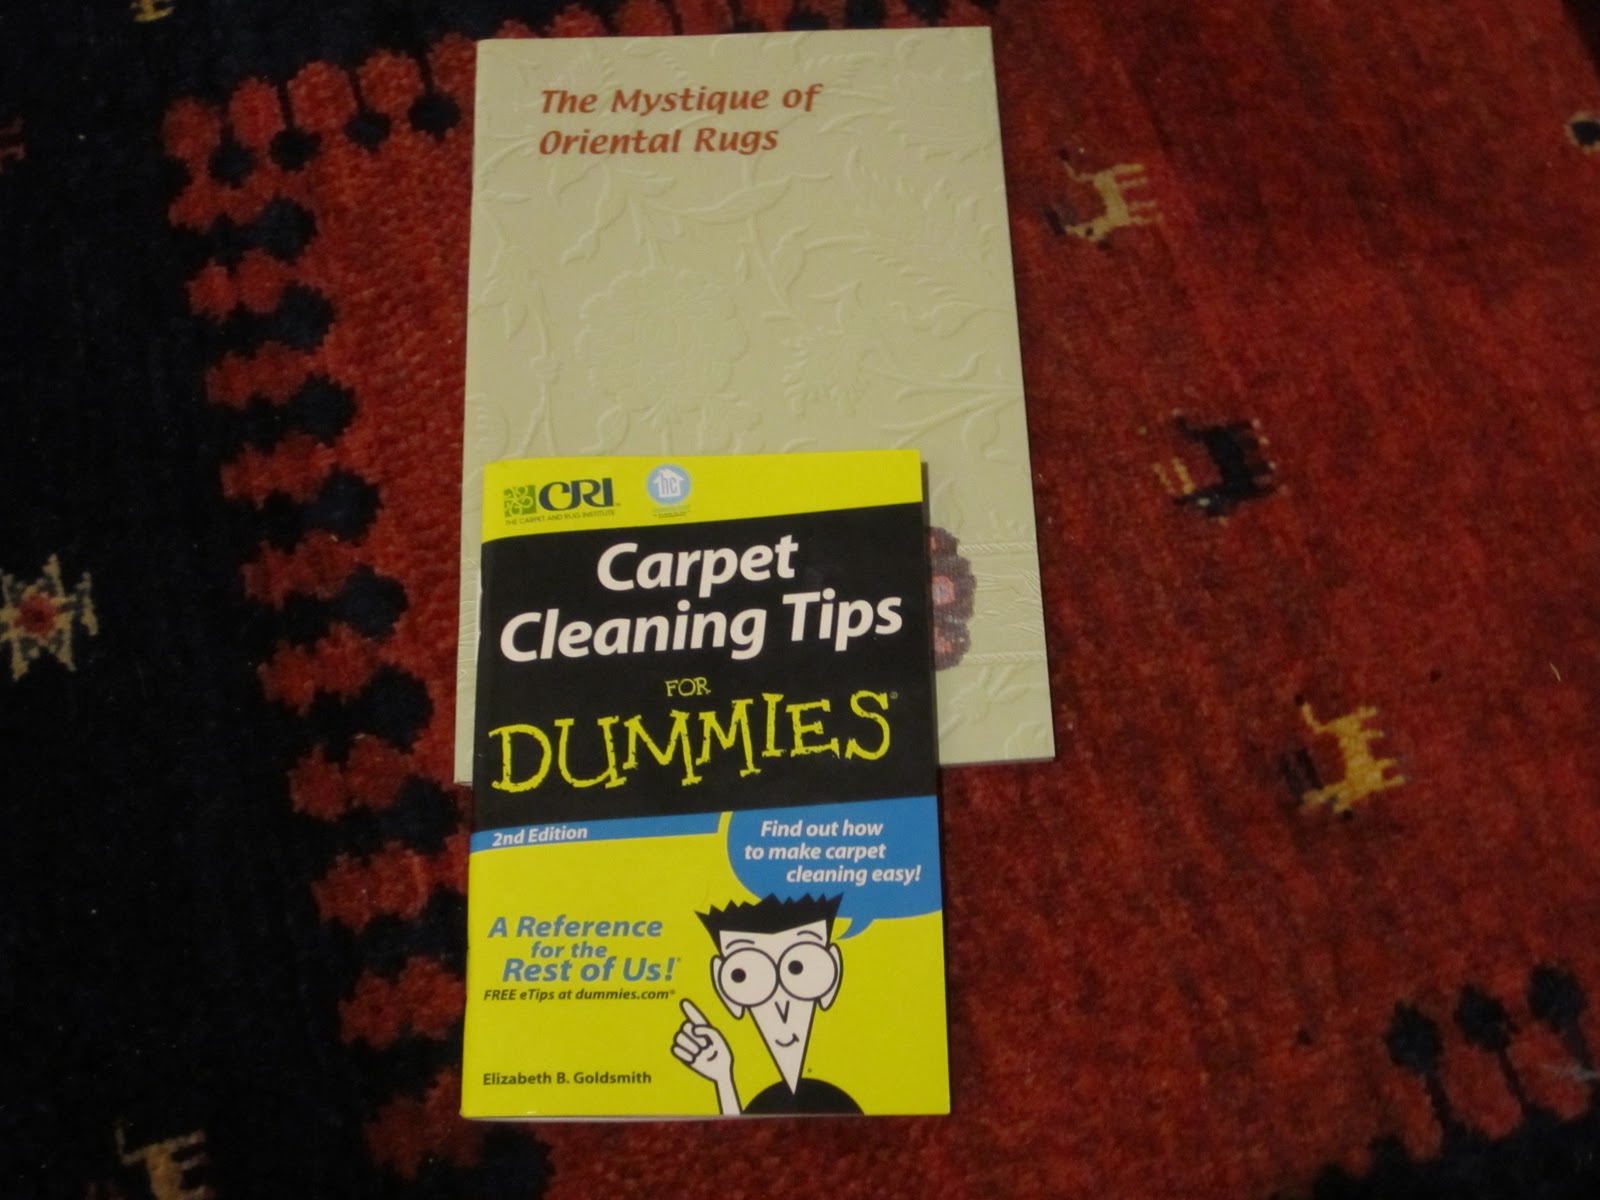 The Mystique of
Oriental Rugs
CRI™
THE CARPET AND RUG INSTITUTE
hc
Carpet
Cleaning Tips
FOR
DUMMIES®
2nd Edition
Find out how
to make carpet
cleaning easy!
A Reference
for the
Rest of Us!®
FREE eTips at dummies.com®
Elizabeth B. Goldsmith